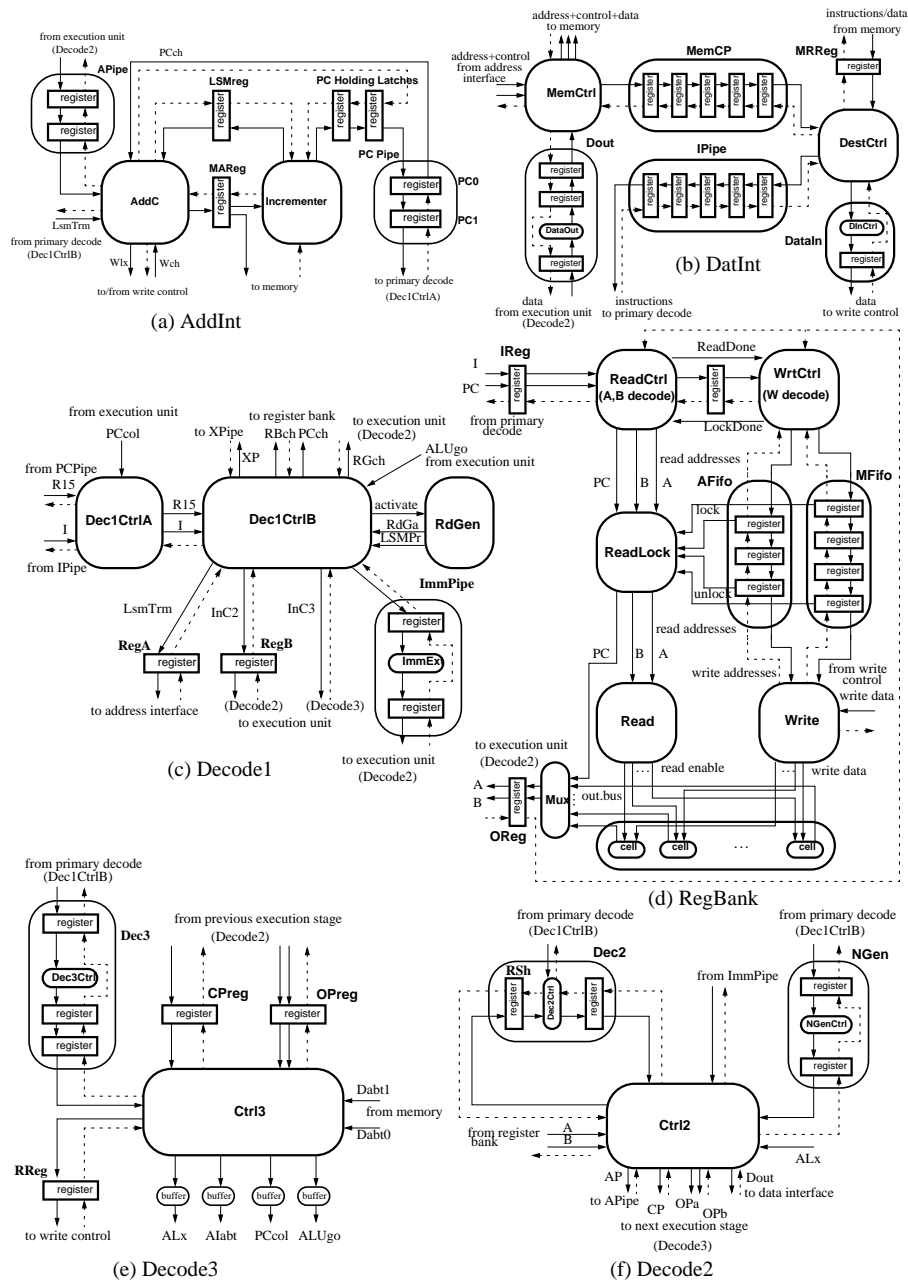 from execution unit
(Decode2)
APipe
register
register
PCch
LSMreg
register
PC Holding Latches
register
register
PC Pipe
register
PC0
register
PC1
AddC
MAReg
register
Incrementer
LsmTrm
from primary decode
(Dec1CtrlB)
Wlx
Wch
to/from write control
to memory
to primary decode
(Dec1CtrlA)
(a) AddInt
address+control+data
to memory
address+control
from address
interface
MemCtrl
MemCP
register
register
register
register
register
instructions/data
from memory
MRReg
register
DestCtrl
Dout
register
register
DataOut
register
IPipe
register
register
register
register
register
DataIn
DInCtrl
register
data
from execution unit
(Decode2)
instructions
to primary decode
data
to write control
(b) DatInt
from execution unit
PCcol
to XPipe
XP
to register bank
RBch
PCch
to execution unit
(Decode2)
RGch
ALUgo
from execution unit
from PCPipe
R15
I
from IPipe
Dec1CtrlA
R15
I
Dec1CtrlB
activate
RdGa
LSMPr
RdGen
LsmTrm
InC2
InC3
ImmPipe
register
ImmEx
register
RegA
register
RegB
register
to address interface
(Decode2)
(Decode3)
to execution unit
to execution unit
(Decode2)
(c) Decode1
IReg
I
PC
register
from primary
decode
ReadCtrl
(A,B decode)
ReadDone
register
LockDone
WrtCtrl
(W decode)
read addresses
PC
B
A
AFifo
MFifo
lock
register
register
register
register
register
register
register
unlock
ReadLock
read addresses
PC
B
A
write addresses
from write
control
write data
Read
Write
to execution unit
(Decode2)
read enable
...
...
write data
A
B
register
OReg
Mux
out.bus
cell
cell
...
cell
(d) RegBank
from primary decode
(Dec1CtrlB)
register
Dec3
Dec3Ctrl
register
register
from previous execution stage
(Decode2)
CPreg
register
OPreg
register
Ctrl3
Dabt1
from memory
Dabt0
RReg
register
to write control
buffer
buffer
buffer
buffer
ALx
AIabt
PCcol
ALUgo
(e) Decode3
from primary decode
(Dec1CtrlB)
Dec2
RSh
register
Dec2Ctrl
register
from ImmPipe
from primary decode
(Dec1CtrlB)
NGen
register
NGenCtrl
register
Ctrl2
from register
bank
A
B
ALx
AP
to APipe
CP
OPa
OPb
Dout
to data interface
to next execution stage
(Decode3)
(f) Decode2